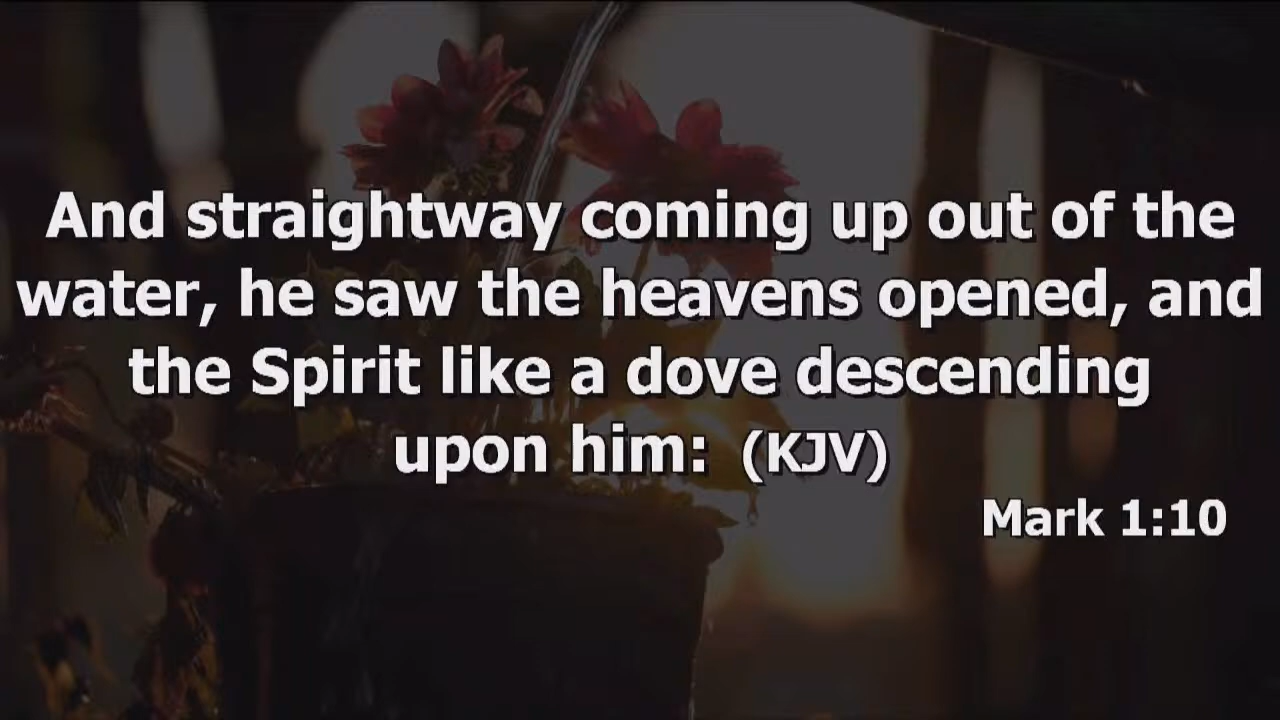 And straightway coming up out of the
water, he saw the heavens opened, and
the Spirit like a dove descending
upon him: (KJV)
Mark 1:10